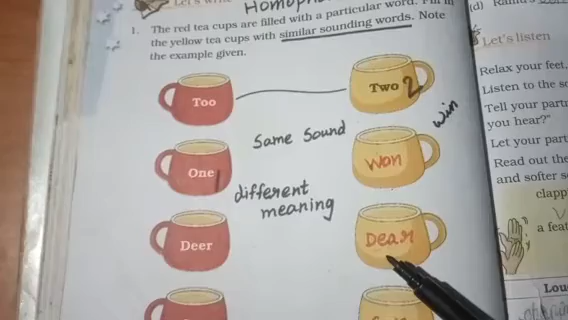 Let's write
Homoph
1. The red tea cups are filled with a particular word. Fill in
the yellow tea cups with similar sounding words. Note
the example given.
Too
Two 2
win
Same Sound
Won
One 1
different
meaning
Deer
Dear
(d)
Let's listen
Relax your feet,
Listen to the s
Tell your part
you hear?"
Let your part
Read out the
and softer s
clapp
a feat
Lou